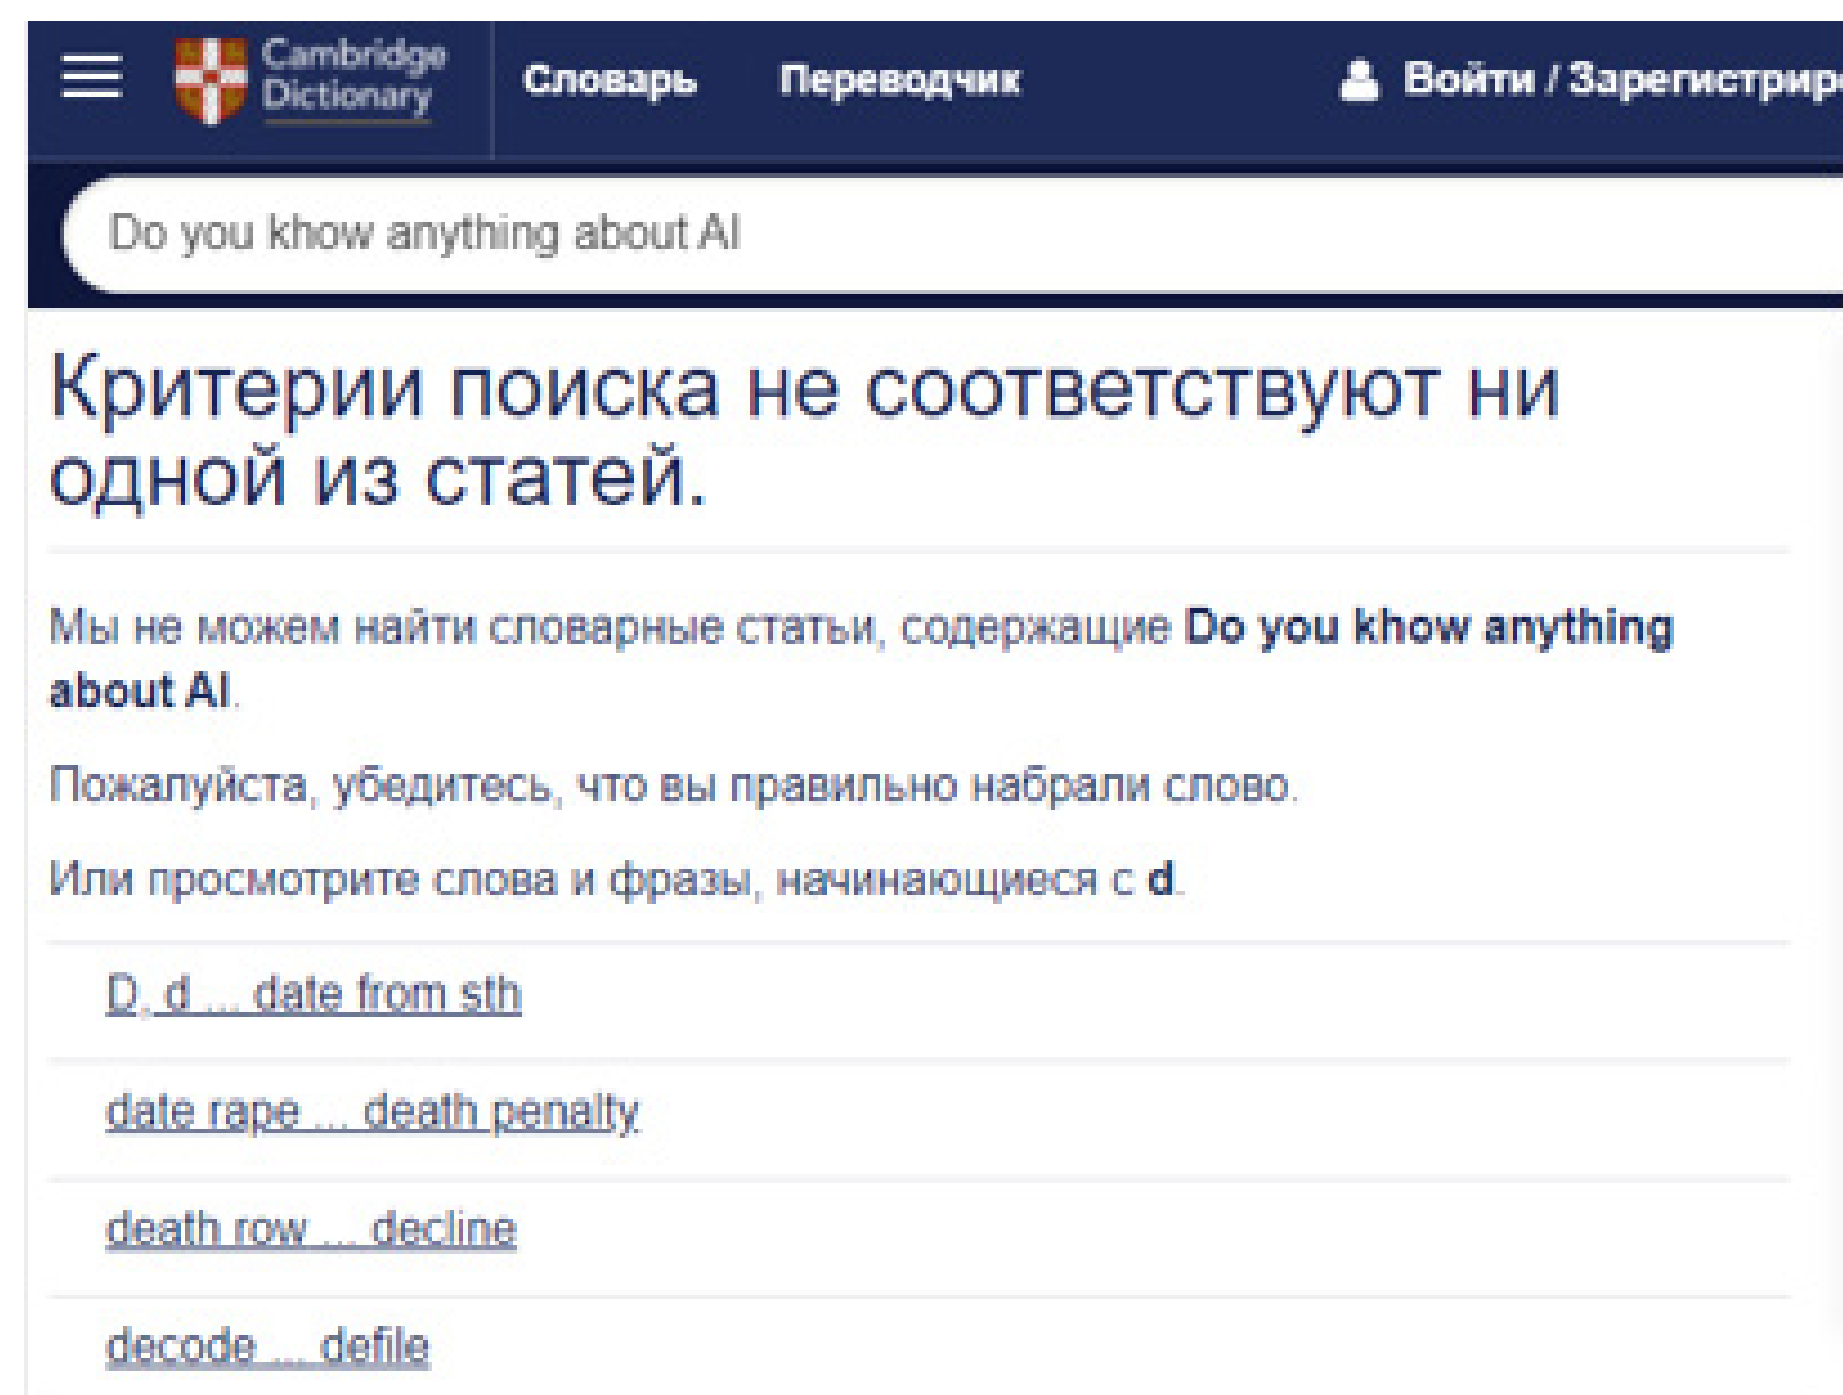 Cambridge
Dictionary
Словарь
Переводчик
Войти / Зарегистриро
Do you khow anything about AI
Критерии поиска не соответствуют ни
одной из статей.
Мы не можем найти словарные статьи, содержащие Do you khow anything
about AI.
Пожалуйста, убедитесь, что вы правильно набрали слово.
Или просмотрите слова и фразы, начинающиеся с d.
D, d ... date from sth
date rape ... death penalty
death row ... decline
decode ... defile